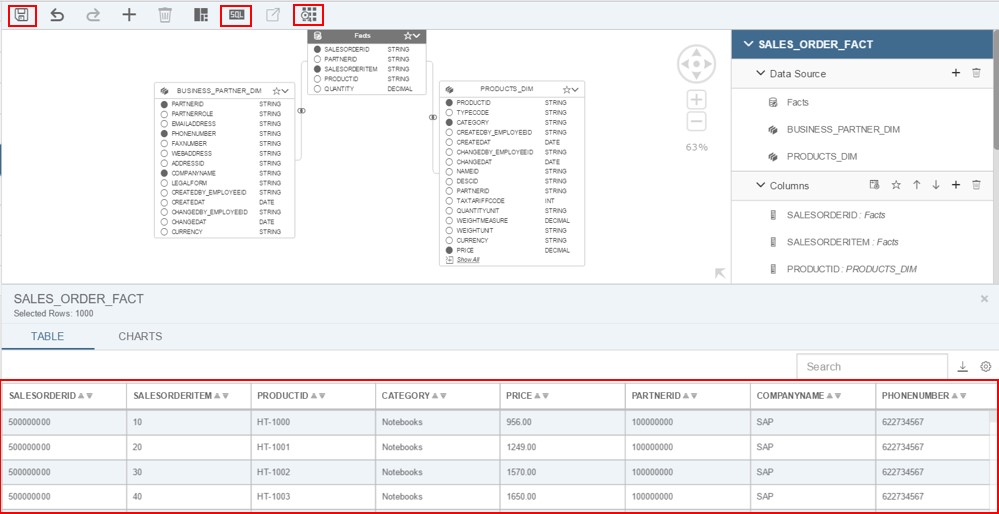 SQL
Facts
SALESORDERID STRING
PARTNERID STRING
SALESORDERITEM STRING
PRODUCTID STRING
QUANTITY DECIMAL
BUSINESS_PARTNER_DIM
PARTNERID STRING
PARTNERROLE STRING
EMAILADDRESS STRING
PHONENUMBER STRING
FAXNUMBER STRING
WEBADDRESS STRING
ADDRESSID STRING
COMPANYNAME STRING
LEGALFORM STRING
CREATEDBY_EMPLOYEEID STRING
CREATEDAT DATE
CHANGEDBY_EMPLOYEEID STRING
CHANGEDAT DATE
CURRENCY STRING
PRODUCTS_DIM
PRODUCTID STRING
TYPECODE STRING
CATEGORY STRING
CREATEDBY_EMPLOYEEID STRING
CREATEDAT DATE
CHANGEDBY_EMPLOYEEID STRING
CHANGEDAT DATE
NAMEID STRING
DESCID STRING
PARTNERID STRING
TAXTARIFFCODE INT
QUANTITYUNIT STRING
WEIGHTMEASURE DECIMAL
WEIGHTUNIT STRING
CURRENCY STRING
PRICE DECIMAL
Show All
63%
SALES_ORDER_FACT
Data Source
Facts
BUSINESS_PARTNER_DIM
PRODUCTS_DIM
Columns
SALESORDERID : Facts
SALESORDERITEM : Facts
PRODUCTID : PRODUCTS_DIM
SALES_ORDER_FACT
Selected Rows: 1000
TABLE CHARTS
Search
SALESORDERID SALESORDERITEM PRODUCTID CATEGORY PRICE PARTNERID COMPANYNAME PHONENUMBER
500000000 10 HT-1000 Notebooks 956.00 100000000 SAP 622734567
500000000 20 HT-1001 Notebooks 1249.00 100000000 SAP 622734567
500000000 30 HT-1002 Notebooks 1570.00 100000000 SAP 622734567
500000000 40 HT-1003 Notebooks 1650.00 100000000 SAP 622734567